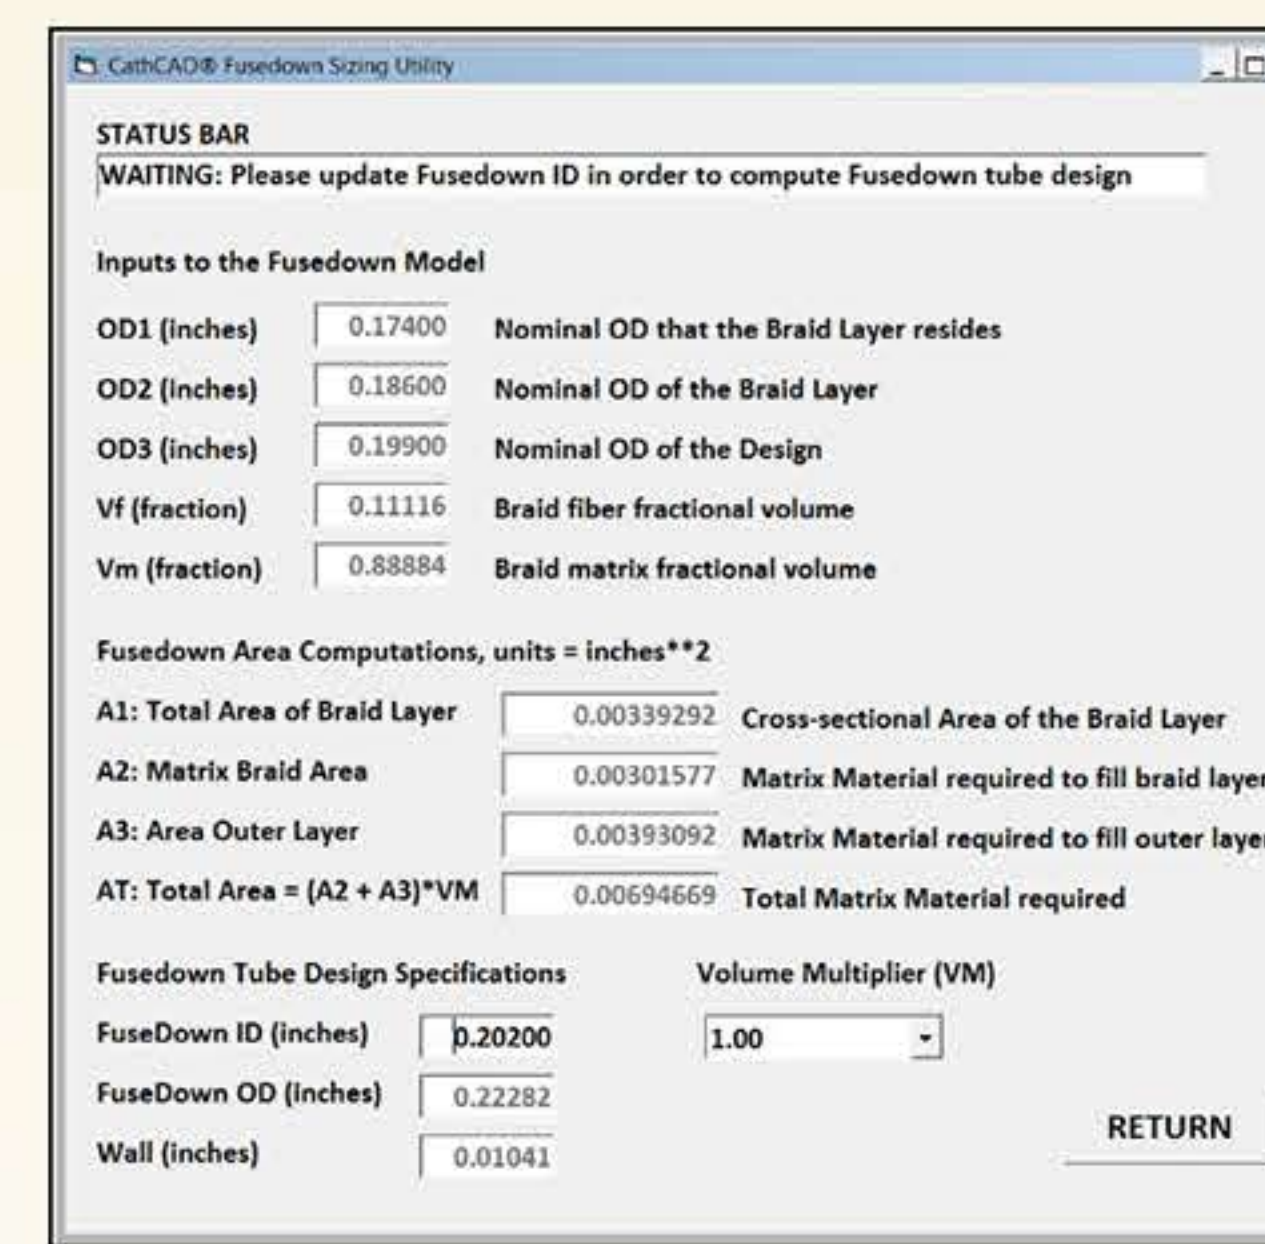 CathCAD® Fusedown Sizing Utility
STATUS BAR
WAITING: Please update Fusedown ID in order to compute Fusedown tube design
Inputs to the Fusedown Model
OD1 (inches) 0.17400 Nominal OD that the Braid Layer resides
OD2 (inches) 0.18600 Nominal OD of the Braid Layer
OD3 (inches) 0.19900 Nominal OD of the Design
Vf (fraction) 0.11116 Braid fiber fractional volume
Vm (fraction) 0.88884 Braid matrix fractional volume
Fusedown Area Computations, units = inches**2
A1: Total Area of Braid Layer 0.00339292 Cross-sectional Area of the Braid Layer
A2: Matrix Braid Area 0.00301577 Matrix Material required to fill braid layer
A3: Area Outer Layer 0.00393092 Matrix Material required to fill outer layer
AT: Total Area = (A2 + A3)*VM 0.00694669 Total Matrix Material required
Fusedown Tube Design Specifications Volume Multiplier (VM)
FuseDown ID (inches) 0.20200 1.00
FuseDown OD (inches) 0.22282
Wall (inches) 0.01041
RETURN